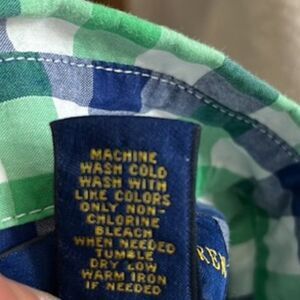 MACHINE
WASH COLD
WASH WITH
LIKE COLORS
ONLY NON-
CHLORINE
BLEACH
WHEN NEEDED
TUMBLE
DRY LOW
WARM IRON
IF NEEDED